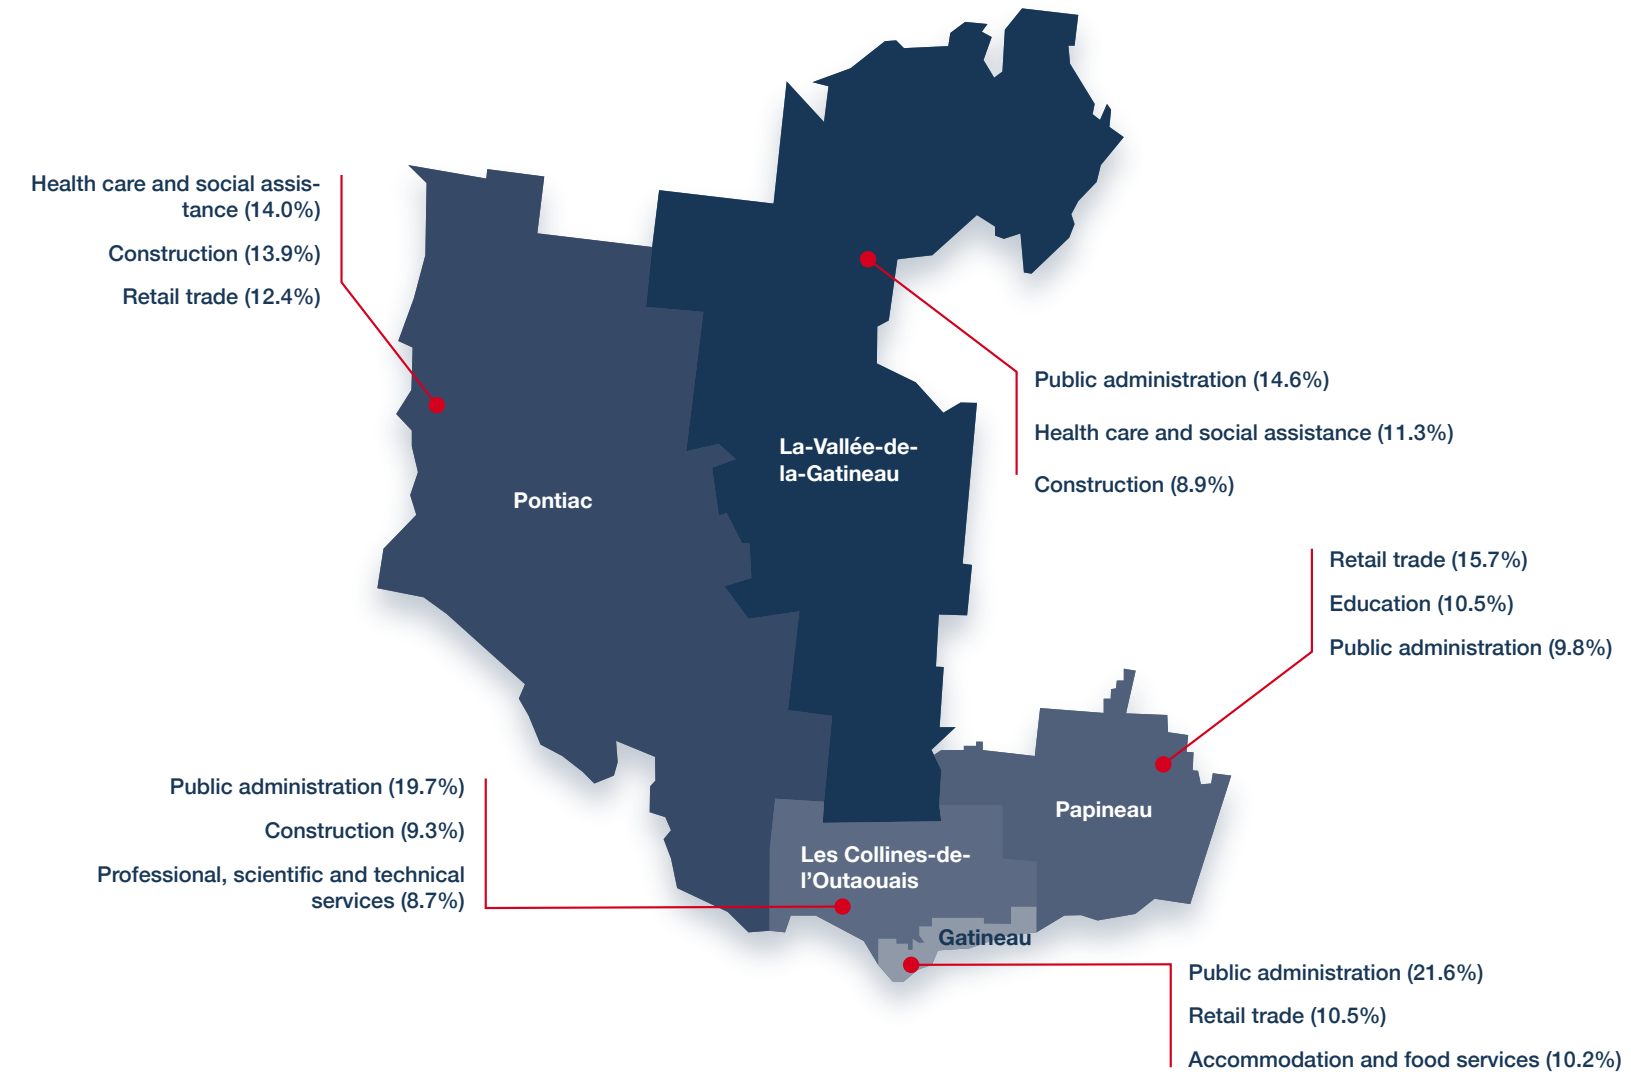 Health care and social assis-
tance (14.0%)
Construction (13.9%)
Retail trade (12.4%)
Public administration (14.6%)
Health care and social assistance (11.3%)
Construction (8.9%)
La-Vallée-de-
la-Gatineau
Pontiac
Retail trade (15.7%)
Education (10.5%)
Public administration (9.8%)
Public administration (19.7%)
Construction (9.3%)
Professional, scientific and technical
services (8.7%)
Papineau
Les Collines-de-
l’Outaouais
Gatineau
Public administration (21.6%)
Retail trade (10.5%)
Accommodation and food services (10.2%)